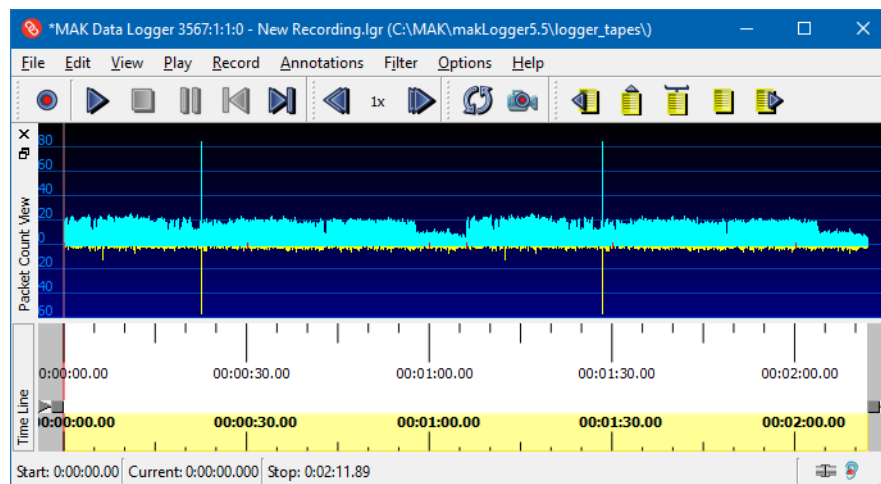 *MAK Data Logger 3567:1:1:0 - New Recording.lgr (C:\MAK\makLogger5.5\logger_tapes\)
File Edit View Play Record Annotations Filter Options Help
1x
Packet Count View
80
60
40
20
0
20
40
60
Time Line
0:00:00.00 00:00:30.00 00:01:00.00 00:01:30.00 00:02:00.00
0:00:00.00 00:00:30.00 00:01:00.00 00:01:30.00 00:02:00.00
Start: 0:00:00.00 Current: 0:00:00.000 Stop: 0:02:11.89